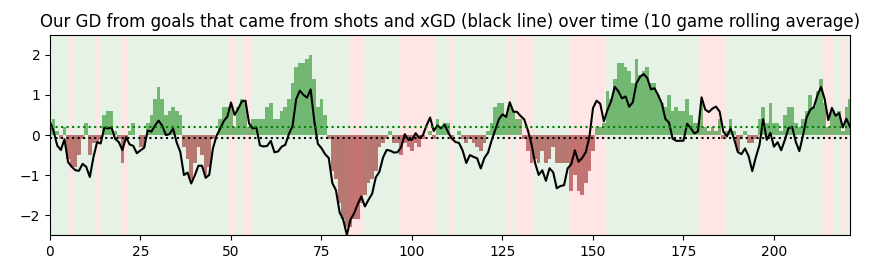 Our GD from goals that came from shots and xGD (black line) over time (10 game rolling average)
2
1
0
−1
−2
0 25 50 75 100 125 150 175 200